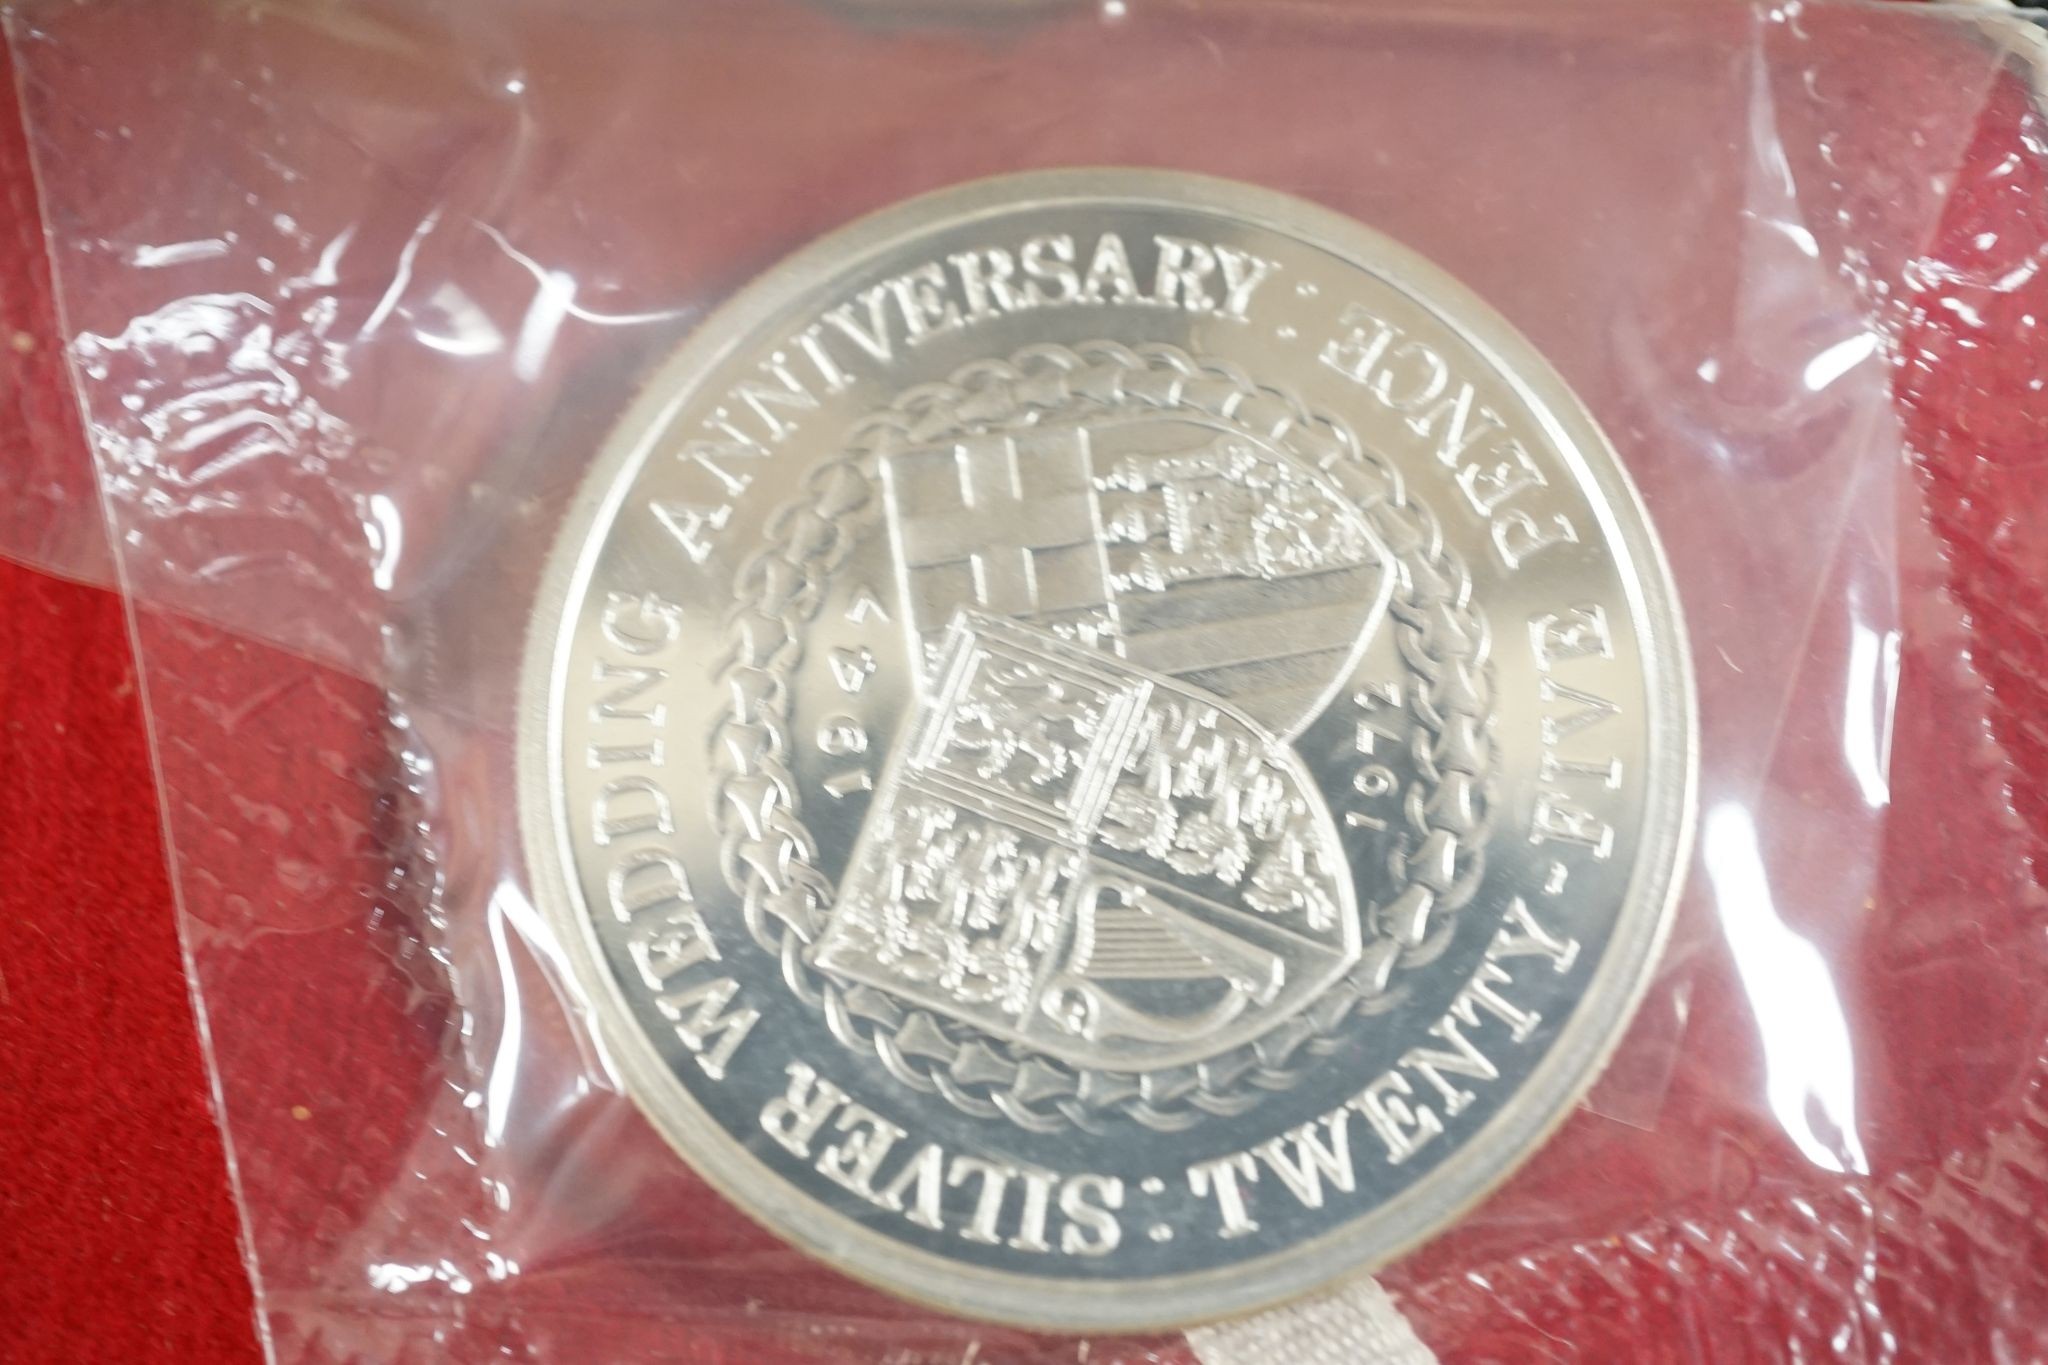 SILVER WEDDING ANNIVERSARY : TWENTY-FIVE PENCE :
1947
1972